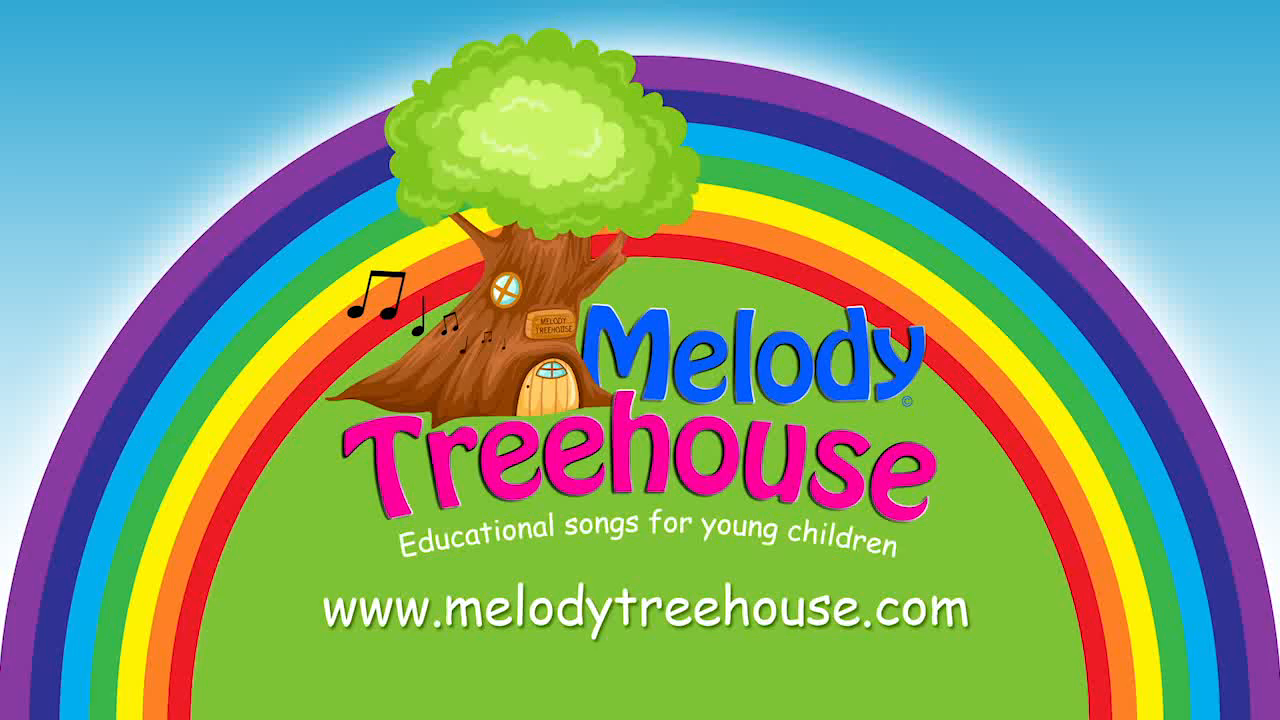 MELODY
TREEHOUSE
Melody
©
Treehouse
Educational songs for young children
www.melodytreehouse.com